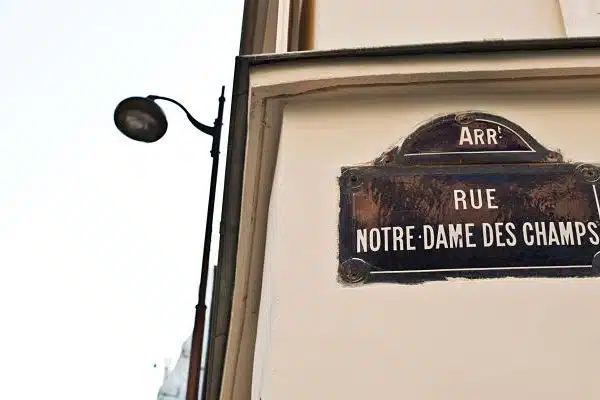 ARRT
RUE
NOTRE·DAME DES CHAMPS